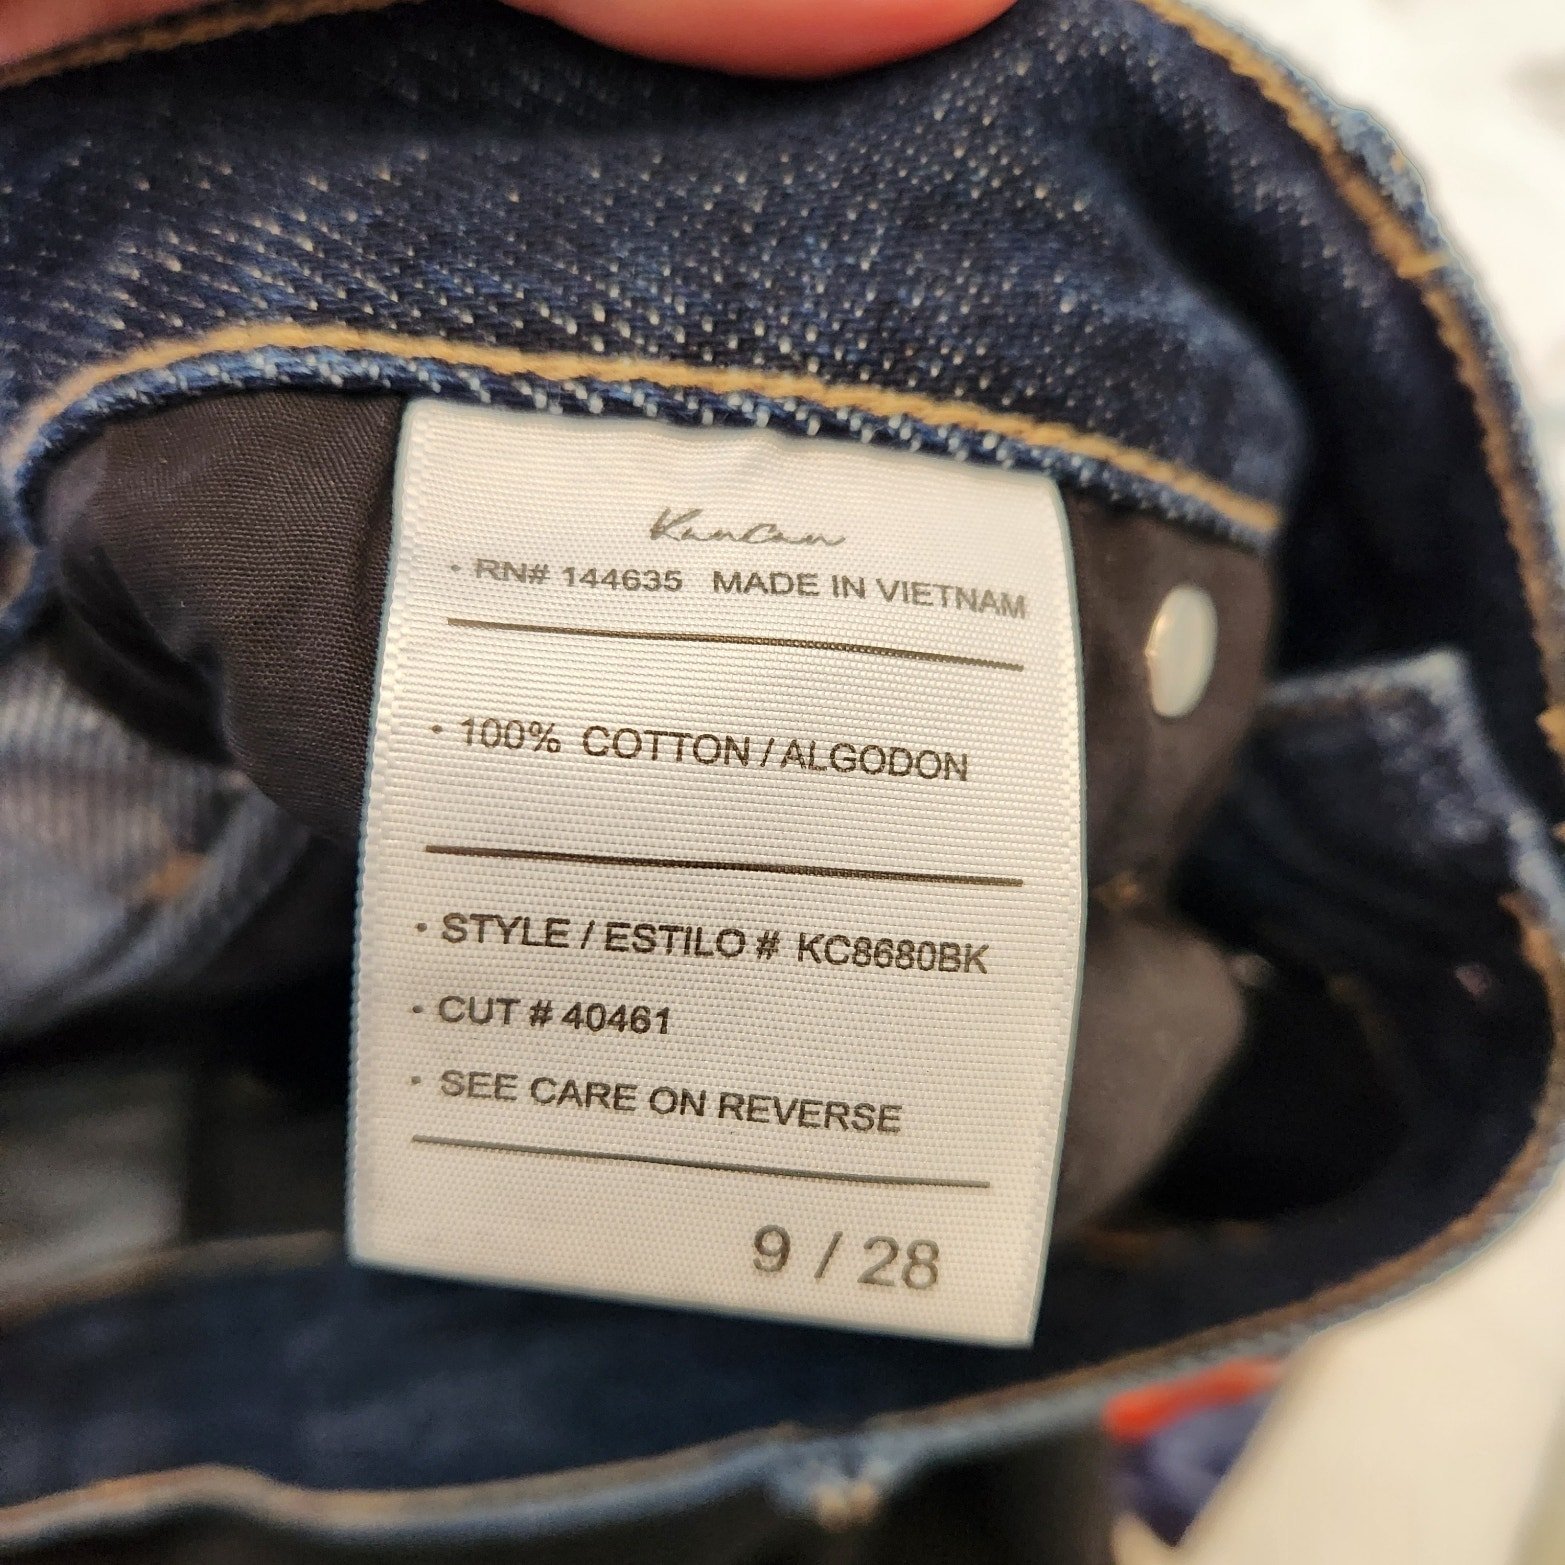 KanCan
• RN# 144635 MADE IN VIETNAM
• 100% COTTON / ALGODON
• STYLE / ESTILO # KC8680BK
• CUT # 40461
• SEE CARE ON REVERSE
9 / 28